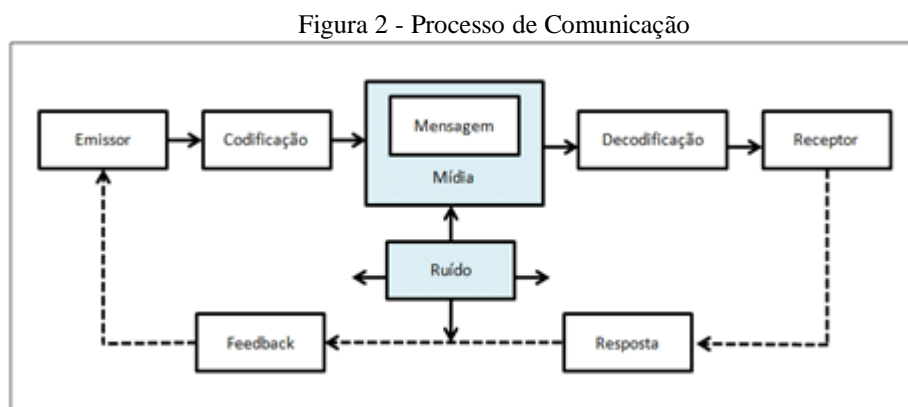 Figura 2 - Processo de Comunicação
Emissor
Codificação
Mensagem
Mídia
Decodificação
Receptor
Ruído
Feedback
Resposta